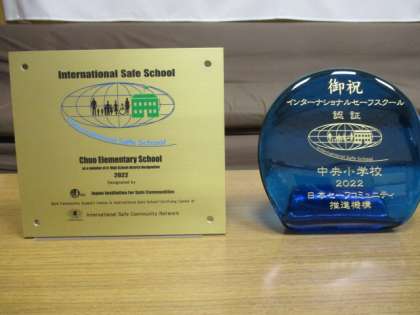 International Safe School
International Safe School
Chuo Elementary School
2022
Designated by
Japan Institution for Safe Communities
International Safe Community Network
御祝
インターナショナルセーフスクール
認証
中央小学校
2022
日本セーフコミュニティ
推進機構